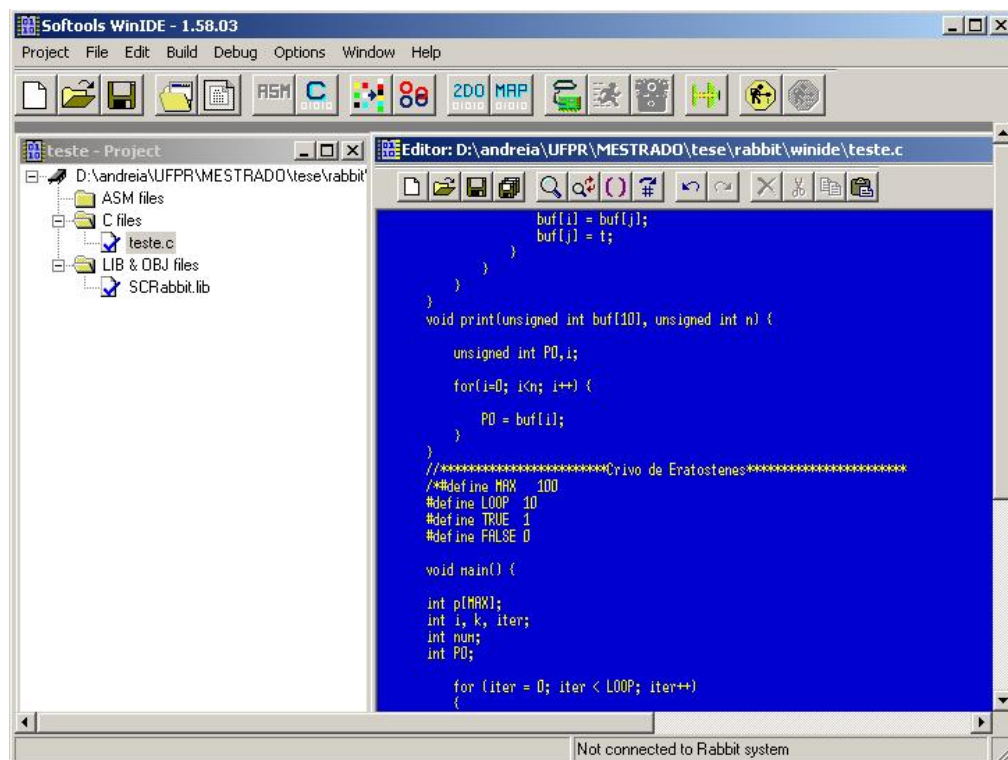 Softools WinIDE - 1.58.03
Project File Edit Build Debug Options Window Help
ASM C 2DO MAP
teste - Project
D:\andreia\UFPR\MESTRADO\tese\rabbit
ASM files
C files
teste.c
LIB & OBJ files
SCRabbit.lib
Editor: D:\andreia\UFPR\MESTRADO\tese\rabbit\winide\teste.c
buf[i] = buf[j];
buf[j] = t;
}
}
}
}
void print(unsigned int buf[10], unsigned int n) {
unsigned int P0,i;
for(i=0; i<n; i++) {
P0 = buf[i];
}
}
//***********************Crivo de Eratostenes***********************
/*#define MAX 100
#define LOOP 10
#define TRUE 1
#define FALSE 0
void main() {
int p[MAX];
int i, k, iter;
int num;
int P0;
for (iter = 0; iter < LOOP; iter++)
{
Not connected to Rabbit system